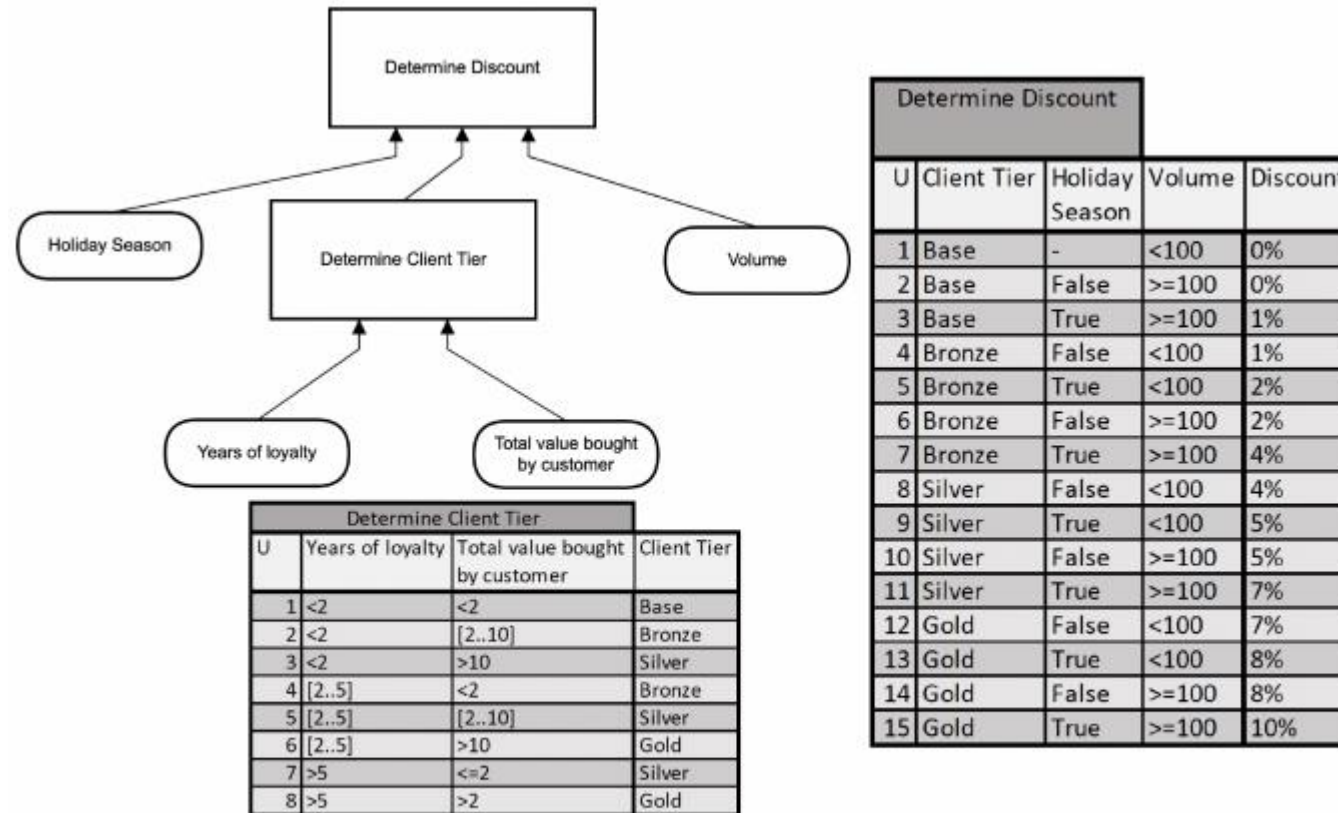 Determine Discount
Holiday Season
Determine Client Tier
Volume
Years of loyalty
Total value bought
by customer
Determine Client Tier
U Years of loyalty Total value bought Client Tier
by customer
1 <2 <2 Base
2 <2 [2..10] Bronze
3 <2 >10 Silver
4 [2..5] <2 Bronze
5 [2..5] [2..10] Silver
6 [2..5] >10 Gold
7 >5 <=2 Silver
8 >5 >2 Gold
Determine Discount
U Client Tier Holiday Volume Discount
Season
1 Base - <100 0%
2 Base False >=100 0%
3 Base True >=100 1%
4 Bronze False <100 1%
5 Bronze True <100 2%
6 Bronze False >=100 2%
7 Bronze True >=100 4%
8 Silver False <100 4%
9 Silver True <100 5%
10 Silver False >=100 5%
11 Silver True >=100 7%
12 Gold False <100 7%
13 Gold True <100 8%
14 Gold False >=100 8%
15 Gold True >=100 10%